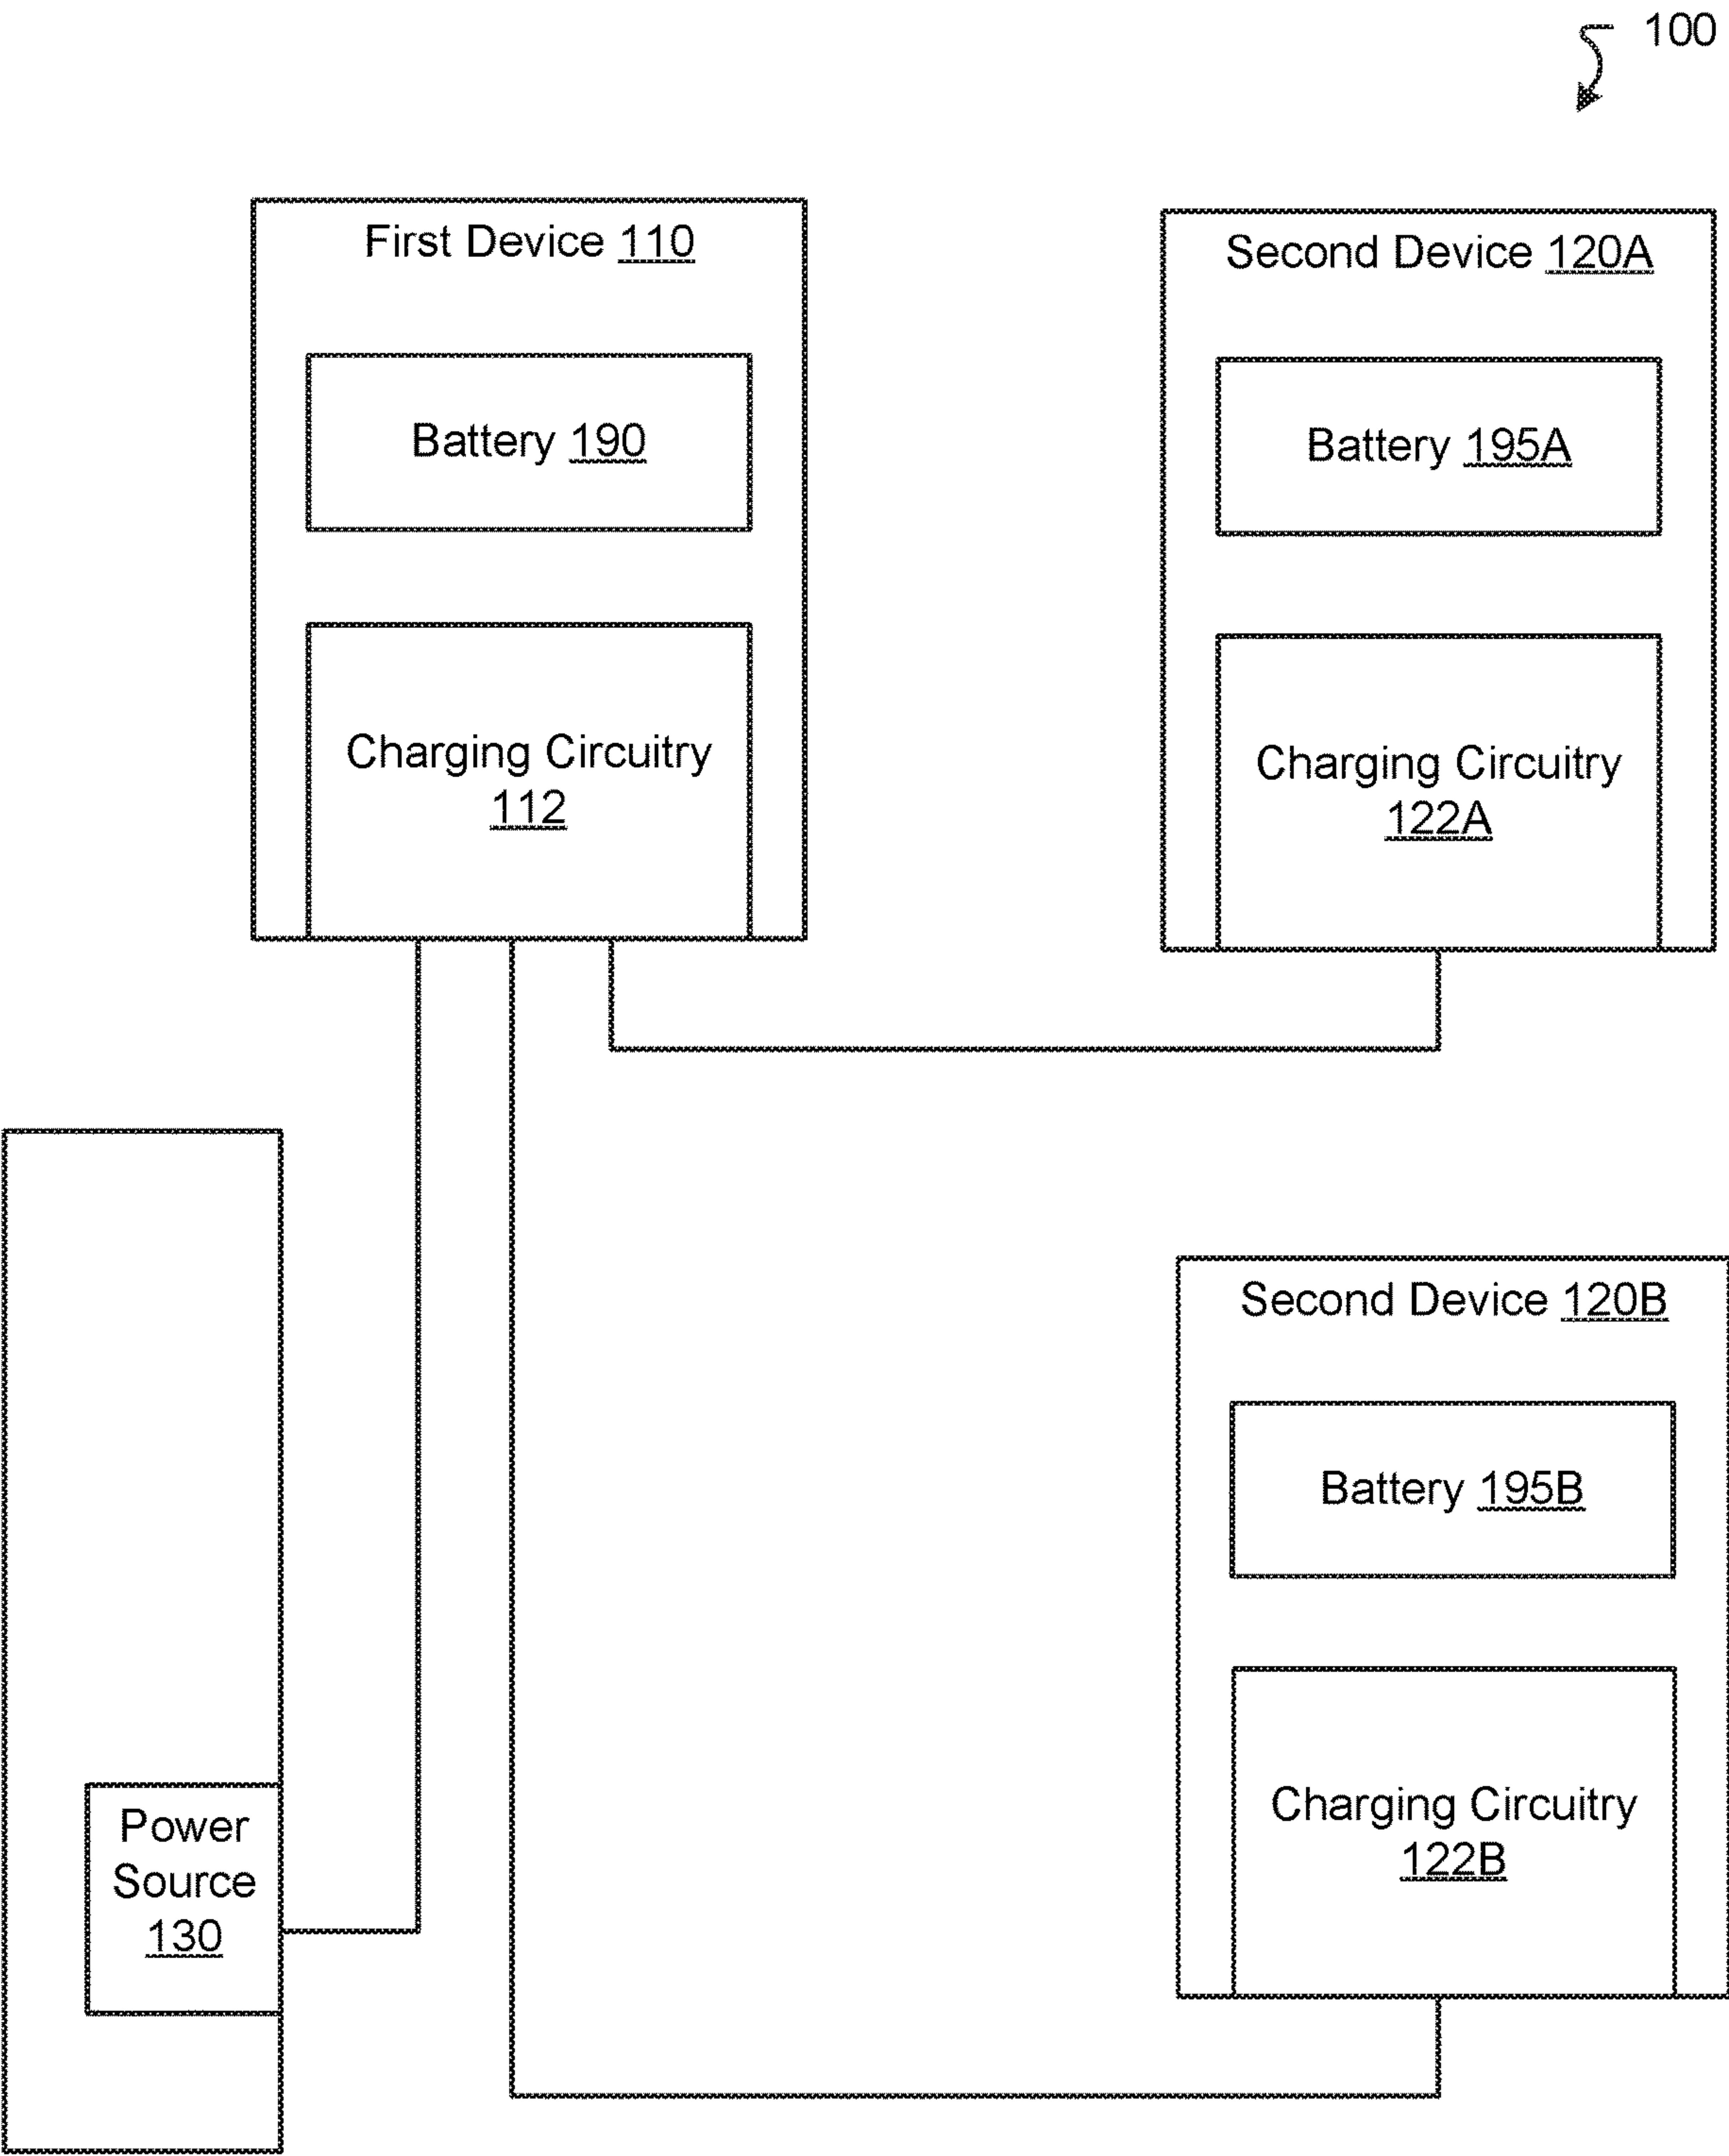 100
First Device 110
Battery 190
Charging Circuitry
112
Second Device 120A
Battery 195A
Charging Circuitry
122A
Power
Source
130
Second Device 120B
Battery 195B
Charging Circuitry
122B